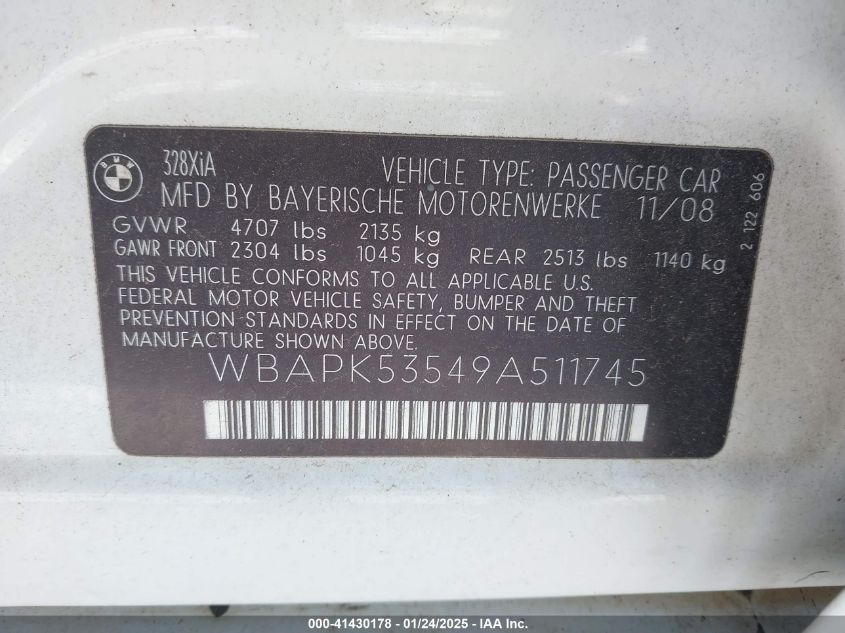 BMW
328XiA
VEHICLE TYPE: PASSENGER CAR
MFD BY BAYERISCHE MOTORENWERKE 11/08
GVWR 4707 lbs 2135 kg
GAWR FRONT 2304 lbs 1045 kg REAR 2513 lbs 1140 kg
THIS VEHICLE CONFORMS TO ALL APPLICABLE U.S.
FEDERAL MOTOR VEHICLE SAFETY, BUMPER AND THEFT
PREVENTION STANDARDS IN EFFECT ON THE DATE OF
MANUFACTURE SHOWN ABOVE.
WBAPK53549A511745
2 122 606
000-41430178 - 01/24/2025 - IAA Inc.